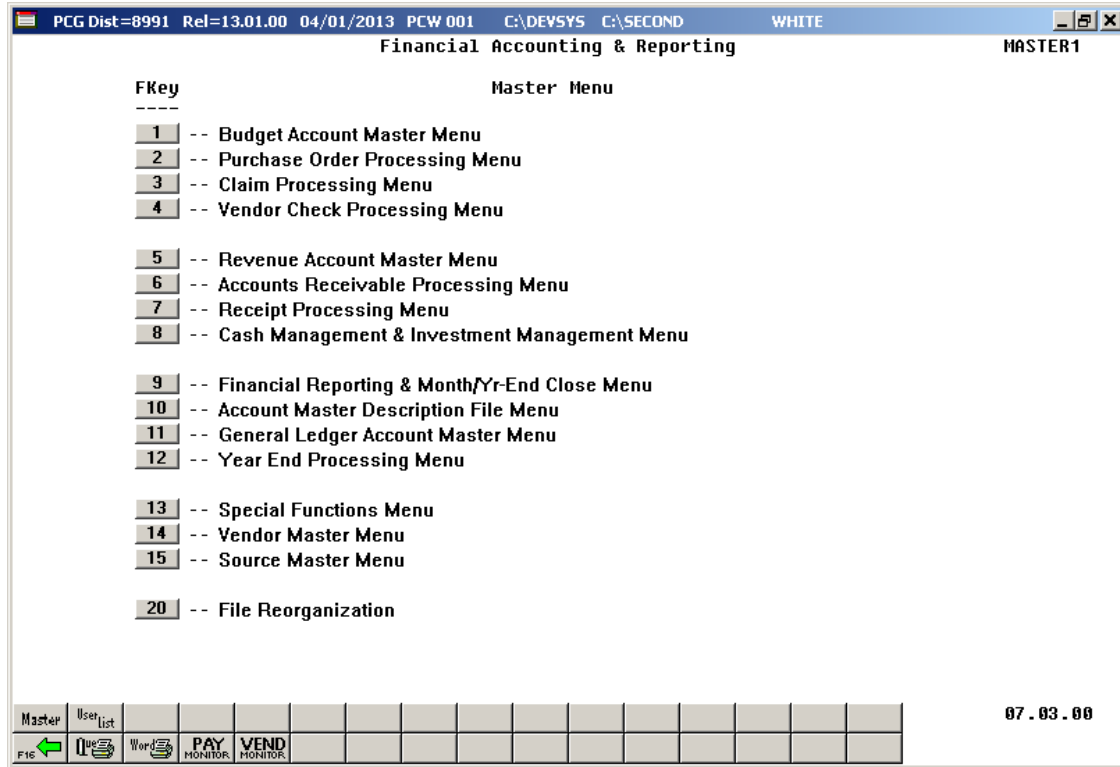 PCG Dist=8991 Rel=13.01.00 04/01/2013 PCW 001 C:\DEVSYS C:\SECOND WHITE
Financial Accounting & Reporting MASTER1
FKey Master Menu
----
1 -- Budget Account Master Menu
2 -- Purchase Order Processing Menu
3 -- Claim Processing Menu
4 -- Vendor Check Processing Menu
5 -- Revenue Account Master Menu
6 -- Accounts Receivable Processing Menu
7 -- Receipt Processing Menu
8 -- Cash Management & Investment Management Menu
9 -- Financial Reporting & Month/Yr-End Close Menu
10 -- Account Master Description File Menu
11 -- General Ledger Account Master Menu
12 -- Year End Processing Menu
13 -- Special Functions Menu
14 -- Vendor Master Menu
15 -- Source Master Menu
20 -- File Reorganization
Master User List 07.03.00
F16 Que Word PAY MONITOR VEND MONITOR